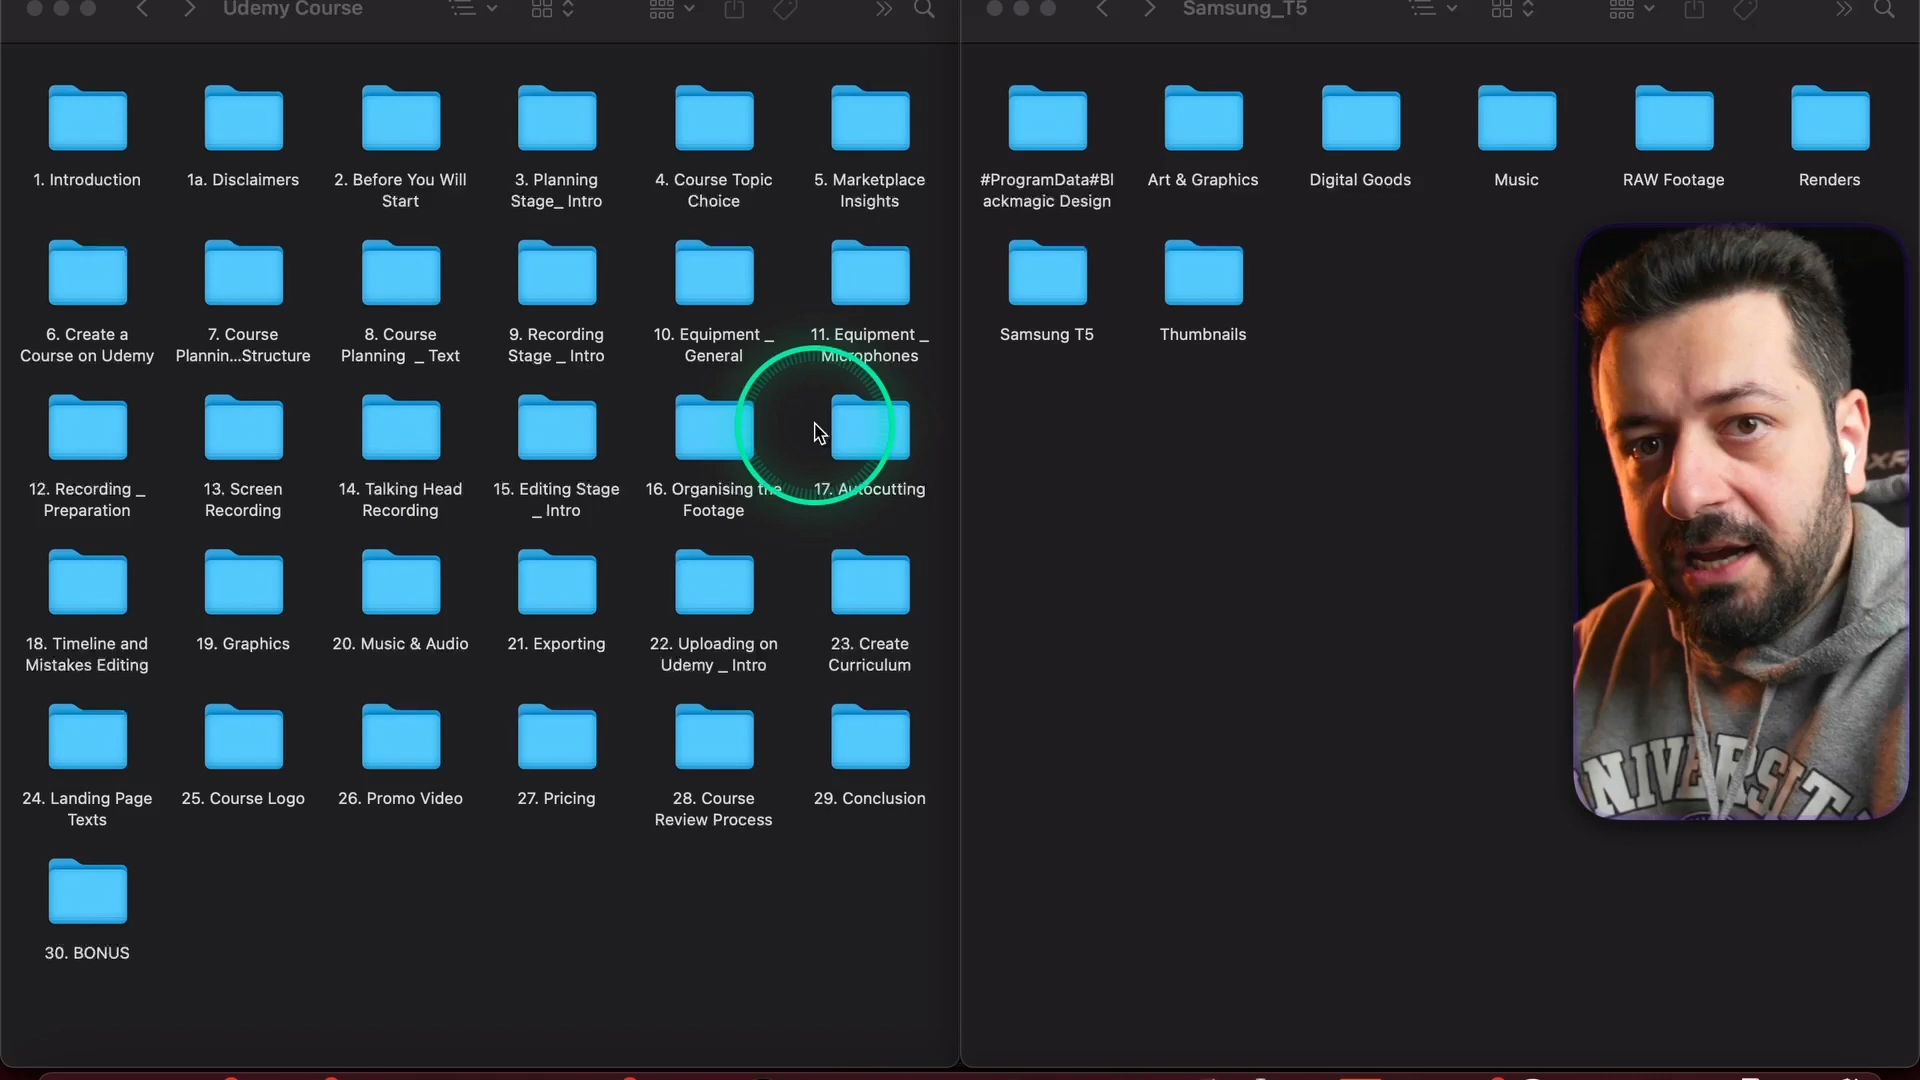 Udemy Course
1. Introduction
1a. Disclaimers
2. Before You Will
Start
3. Planning
Stage_ Intro
4. Course Topic
Choice
5. Marketplace
Insights
6. Create a
Course on Udemy
7. Course
Plannin...Structure
8. Course
Planning _ Text
9. Recording
Stage _ Intro
10. Equipment _
General
11. Equipment _
Microphones
12. Recording _
Preparation
13. Screen
Recording
14. Talking Head
Recording
15. Editing Stage
_ Intro
16. Organising the
Footage
17. Autocutting
18. Timeline and
Mistakes Editing
19. Graphics
20. Music & Audio
21. Exporting
22. Uploading on
Udemy _ Intro
23. Create
Curriculum
24. Landing Page
Texts
25. Course Logo
26. Promo Video
27. Pricing
28. Course
Review Process
29. Conclusion
30. BONUS
Samsung_T5
#ProgramData#Bl
ackmagic Design
Art & Graphics
Digital Goods
Music
RAW Footage
Renders
Samsung T5
Thumbnails